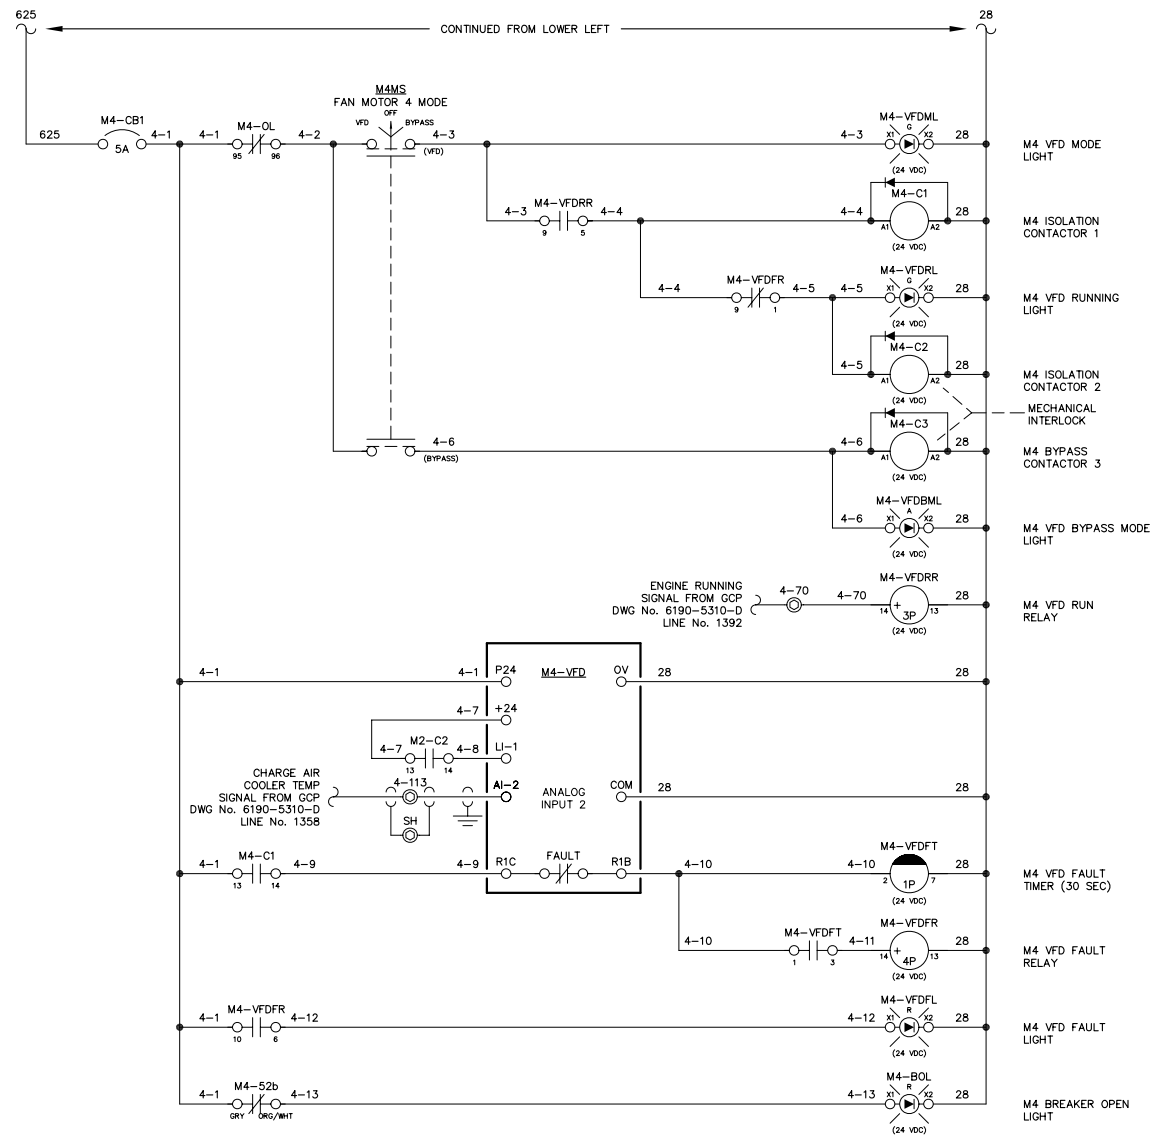 625
28
CONTINUED FROM LOWER LEFT
M4MS
FAN MOTOR 4 MODE
OFF
VFD
BYPASS
625
M4-CB1
5A
4-1
4-1
M4-OL
95
96
4-2
4-3
(VFD)
4-3
M4-VFDML
G
X1
X2
(24 VDC)
28
M4 VFD MODE
LIGHT
4-3
M4-VFDRR
9
5
4-4
4-4
M4-C1
A1
A2
(24 VDC)
28
M4 ISOLATION
CONTACTOR 1
4-4
M4-VFDFR
9
1
4-5
4-5
M4-VFDRL
G
X1
X2
(24 VDC)
28
M4 VFD RUNNING
LIGHT
4-5
M4-C2
A1
A2
(24 VDC)
28
M4 ISOLATION
CONTACTOR 2
MECHANICAL
INTERLOCK
4-6
(BYPASS)
4-6
M4-C3
A1
A2
(24 VDC)
28
M4 BYPASS
CONTACTOR 3
4-6
M4-VFDBML
A
X1
X2
(24 VDC)
28
M4 VFD BYPASS MODE
LIGHT
ENGINE RUNNING
SIGNAL FROM GCP
DWG No. 6190-5310-D
LINE No. 1392
4-70
4-70
M4-VFDRR
14
+
3P
13
(24 VDC)
28
M4 VFD RUN
RELAY
4-1
4-1
P24
M4-VFD
OV
28
28
4-7
+24
4-7
M2-C2
13
14
4-8
LI-1
CHARGE AIR
COOLER TEMP
SIGNAL FROM GCP
DWG No. 6190-5310-D
LINE No. 1358
4-113
SH
AI-2
ANALOG
INPUT 2
COM
28
28
4-1
M4-C1
13
14
4-9
4-9
R1C
FAULT
R1B
4-10
4-10
M4-VFDFT
2
1P
7
(24 VDC)
28
M4 VFD FAULT
TIMER (30 SEC)
4-10
M4-VFDFT
1
3
4-11
M4-VFDFR
14
+
4P
13
(24 VDC)
28
M4 VFD FAULT
RELAY
4-1
M4-VFDFR
10
6
4-12
4-12
M4-VFDFL
R
X1
X2
(24 VDC)
28
M4 VFD FAULT
LIGHT
4-1
M4-52b
GRY
ORG/WHT
4-13
4-13
M4-BOL
R
X1
X2
(24 VDC)
28
M4 BREAKER OPEN
LIGHT